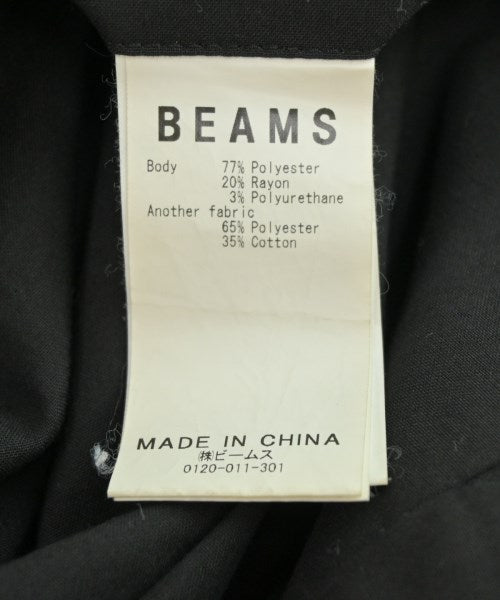 BEAMS
Body 77% Polyester
20% Rayon
3% Polyurethane
Another fabric
65% Polyester
35% Cotton
MADE IN CHINA
㈱ビームス
0120-011-301